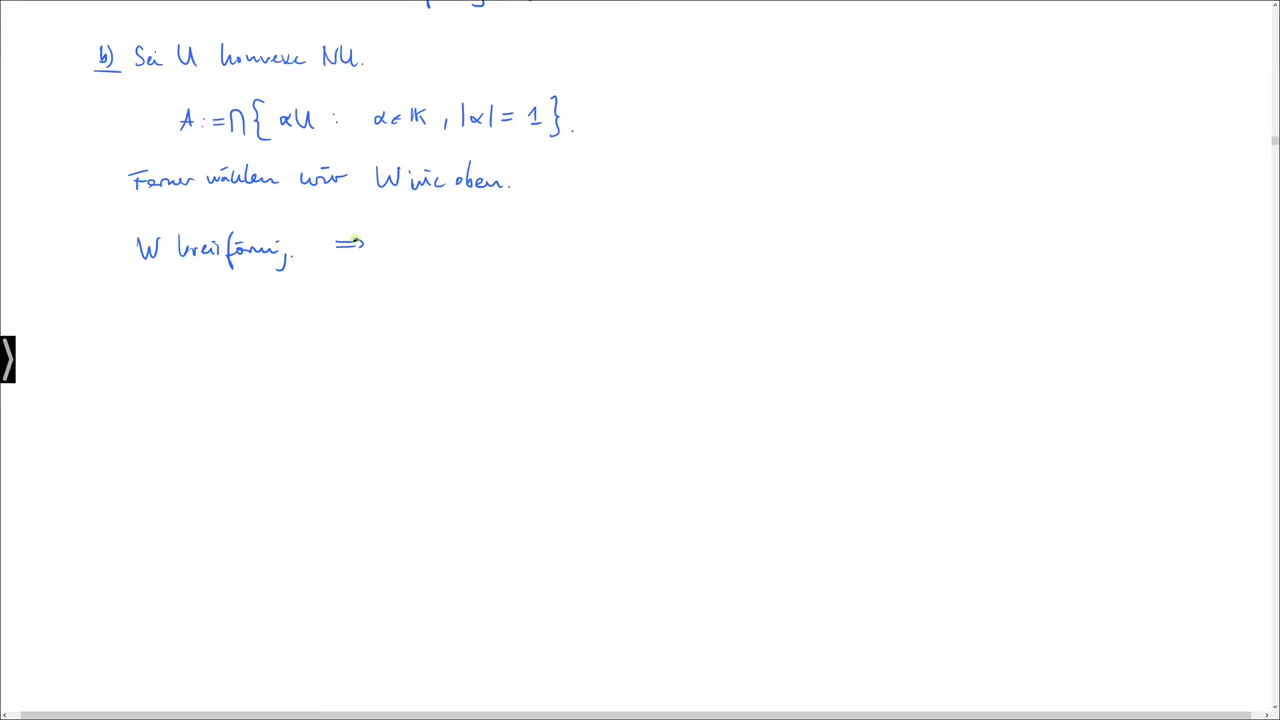 b) Sei U konvexe NU.
A := ⋂{ αU : α ∈ 𝕂, |α| = 1 }.
Ferner wählen wir W wie oben.
W kreisförmig. ⇒